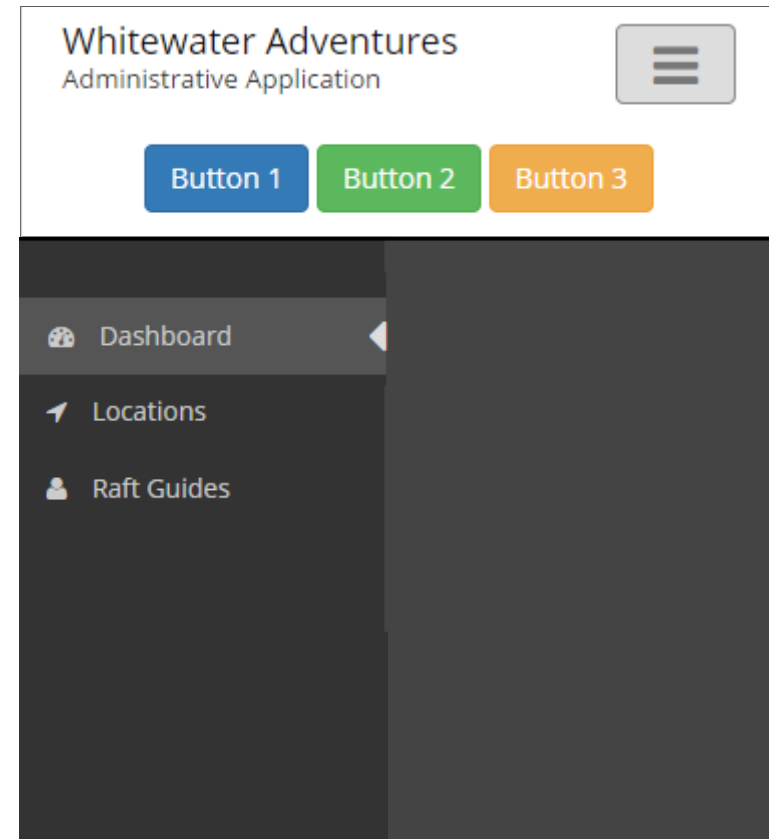 Whitewater Adventures
Administrative Application
Button 1 Button 2 Button 3
Dashboard
Locations
Raft Guides